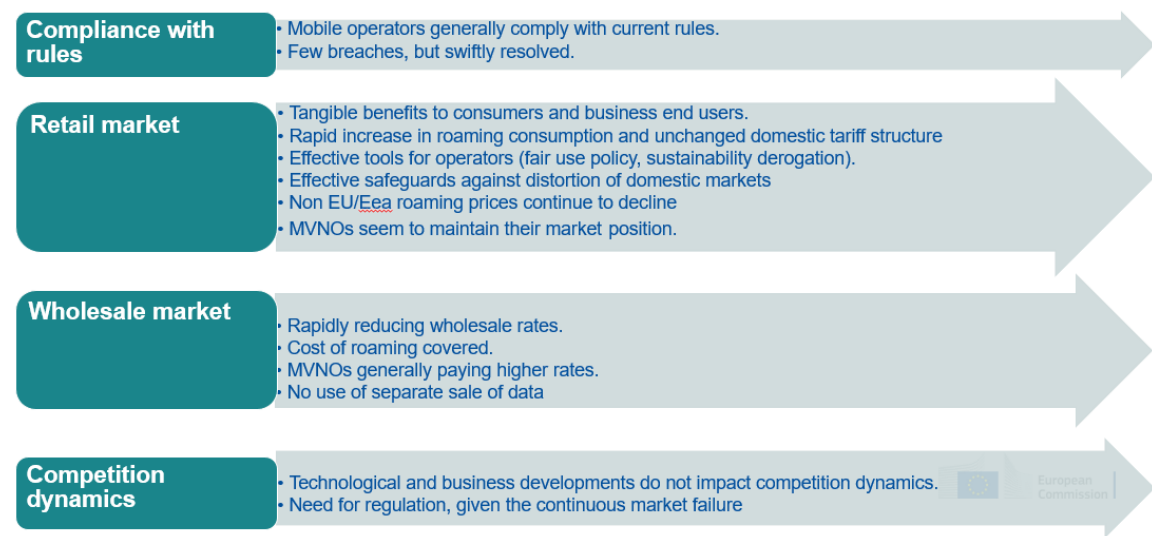 Compliance with
rules
• Mobile operators generally comply with current rules.
• Few breaches, but swiftly resolved.
Retail market
• Tangible benefits to consumers and business end users.
• Rapid increase in roaming consumption and unchanged domestic tariff structure
• Effective tools for operators (fair use policy, sustainability derogation).
• Effective safeguards against distortion of domestic markets
• Non EU/Eea roaming prices continue to decline
• MVNOs seem to maintain their market position.
Wholesale market
• Rapidly reducing wholesale rates.
• Cost of roaming covered.
• MVNOs generally paying higher rates.
• No use of separate sale of data
Competition
dynamics
• Technological and business developments do not impact competition dynamics.
• Need for regulation, given the continuous market failure
European
Commission